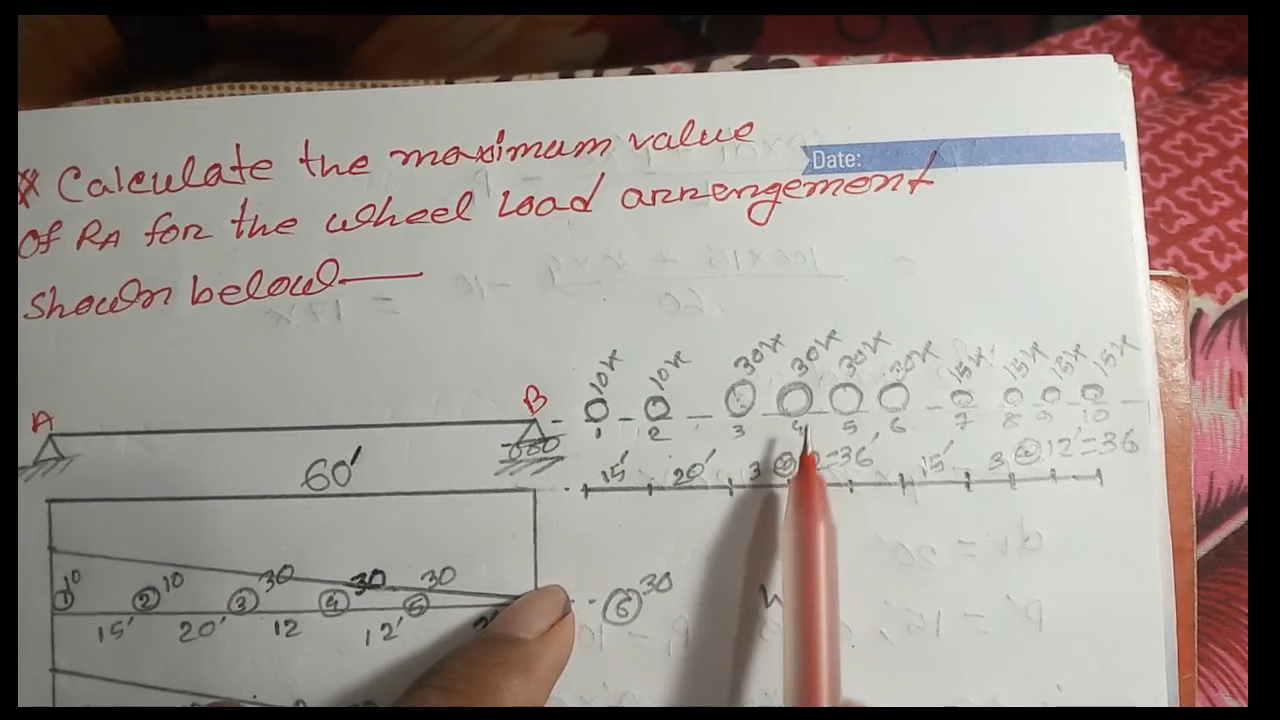 * Calculate the maximum value
Date:
Of RA for the wheel load arrengement
shown below —
10K 10K 30K 30K 30K 30K 15K 15K 15K 15K
A B
1 2 3 4 5 6 7 8 9 10
60'
15' 20' 3 @ 12=36' 15' 3 @ 12'=36
1 10 2 10 3 30 4 30 5 30 6 30
15' 20' 12 12'